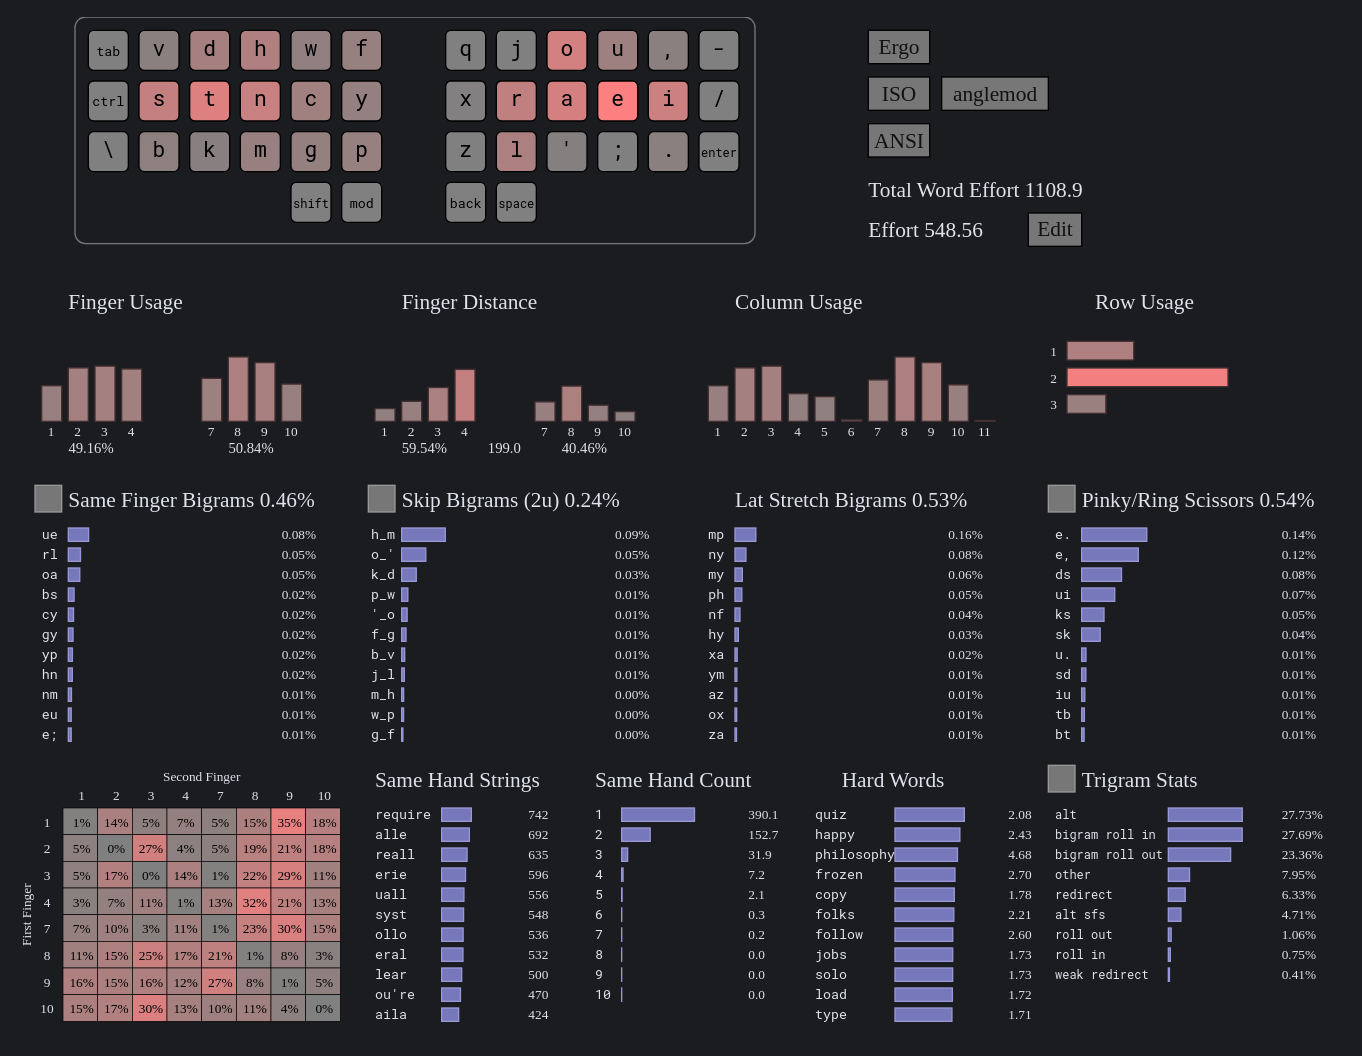 tab v d h w f q j o u , -
ctrl s t n c y x r a e i /
\ b k m g p z l ' ; . enter
shift mod back space
Ergo
ISO anglemod
ANSI
Total Word Effort 1108.9
Effort 548.56 Edit
Finger Usage
1 2 3 4 7 8 9 10
49.16% 50.84%
Finger Distance
1 2 3 4 7 8 9 10
59.54% 199.0 40.46%
Column Usage
1 2 3 4 5 6 7 8 9 10 11
Row Usage
1
2
3
Same Finger Bigrams 0.46%
ue 0.08%
rl 0.05%
oa 0.05%
bs 0.02%
cy 0.02%
gy 0.02%
yp 0.02%
hn 0.02%
nm 0.01%
eu 0.01%
e; 0.01%
Skip Bigrams (2u) 0.24%
h_m 0.09%
o_' 0.05%
k_d 0.03%
p_w 0.01%
'_o 0.01%
f_g 0.01%
b_v 0.01%
j_l 0.01%
m_h 0.00%
w_p 0.00%
g_f 0.00%
Lat Stretch Bigrams 0.53%
mp 0.16%
ny 0.08%
my 0.06%
ph 0.05%
nf 0.04%
hy 0.03%
xa 0.02%
ym 0.01%
az 0.01%
ox 0.01%
za 0.01%
Pinky/Ring Scissors 0.54%
e. 0.14%
e, 0.12%
ds 0.08%
ui 0.07%
ks 0.05%
sk 0.04%
u. 0.01%
sd 0.01%
iu 0.01%
tb 0.01%
bt 0.01%
Second Finger
1 2 3 4 7 8 9 10
First Finger
1 1% 14% 5% 7% 5% 15% 35% 18%
2 5% 0% 27% 4% 5% 19% 21% 18%
3 5% 17% 0% 14% 1% 22% 29% 11%
4 3% 7% 11% 1% 13% 32% 21% 13%
7 7% 10% 3% 11% 1% 23% 30% 15%
8 11% 15% 25% 17% 21% 1% 8% 3%
9 16% 15% 16% 12% 27% 8% 1% 5%
10 15% 17% 30% 13% 10% 11% 4% 0%
Same Hand Strings
require 742
alle 692
reall 635
erie 596
uall 556
syst 548
ollo 536
eral 532
lear 500
ou're 470
aila 424
Same Hand Count
1 390.1
2 152.7
3 31.9
4 7.2
5 2.1
6 0.3
7 0.2
8 0.0
9 0.0
10 0.0
Hard Words
quiz 2.08
happy 2.43
philosophy 4.68
frozen 2.70
copy 1.78
folks 2.21
follow 2.60
jobs 1.73
solo 1.73
load 1.72
type 1.71
Trigram Stats
alt 27.73%
bigram roll in 27.69%
bigram roll out 23.36%
other 7.95%
redirect 6.33%
alt sfs 4.71%
roll out 1.06%
roll in 0.75%
weak redirect 0.41%